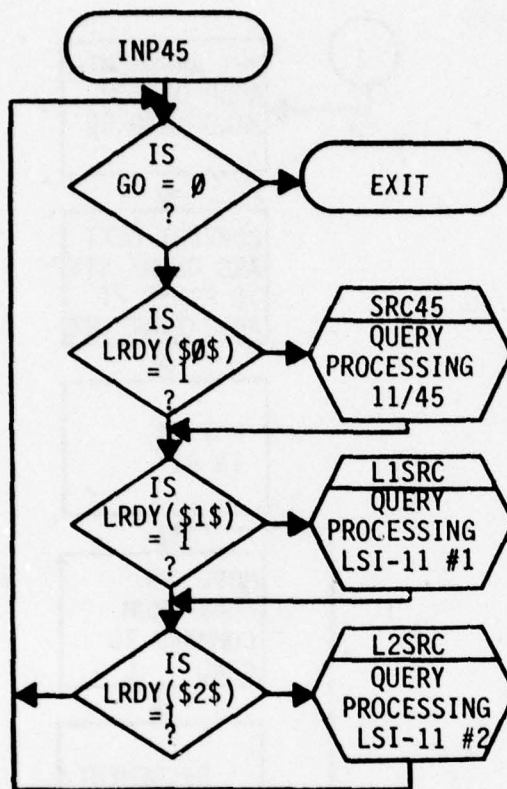 INP45
IS
GO = Ø
?
EXIT
IS
LRDY($Ø$)
= 1
?
SRC45
QUERY
PROCESSING
11/45
IS
LRDY($1$)
= 1
?
L1SRC
QUERY
PROCESSING
LSI-11 #1
IS
LRDY($2$)
=1
?
L2SRC
QUERY
PROCESSING
LSI-11 #2